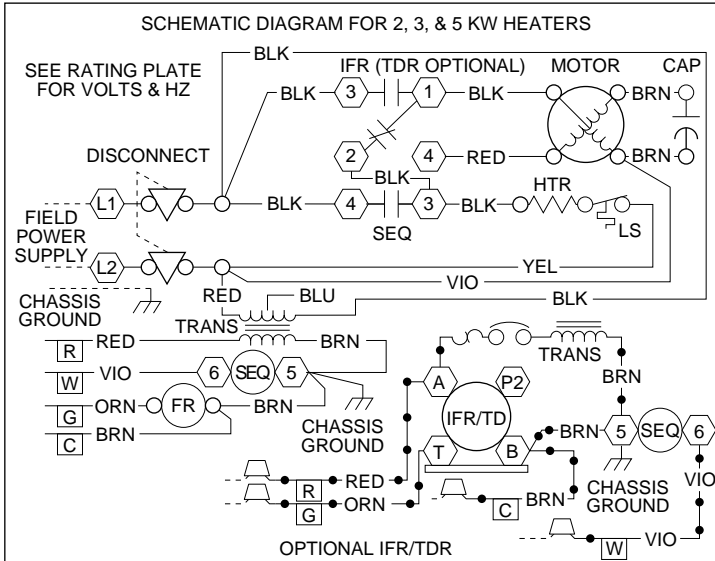 SCHEMATIC DIAGRAM FOR 2, 3, & 5 KW HEATERS
BLK
SEE RATING PLATE
FOR VOLTS & HZ
IFR (TDR OPTIONAL)
MOTOR
CAP
BLK
3
1
BLK
BRN
DISCONNECT
2
4
RED
BRN
BLK
L1
BLK
4
3
BLK
HTR
SEQ
LS
FIELD
POWER
SUPPLY
L2
YEL
VIO
RED
BLU
BLK
CHASSIS
GROUND
TRANS
RED
BRN
R
TRANS
VIO
6
SEQ
5
W
A
P2
BRN
ORN
FR
BRN
G
CHASSIS
GROUND
IFR/TD
BRN
C
T
B
BRN
5
SEQ
6
RED
R
CHASSIS
GROUND
ORN
G
BRN
C
VIO
VIO
W
OPTIONAL IFR/TDR